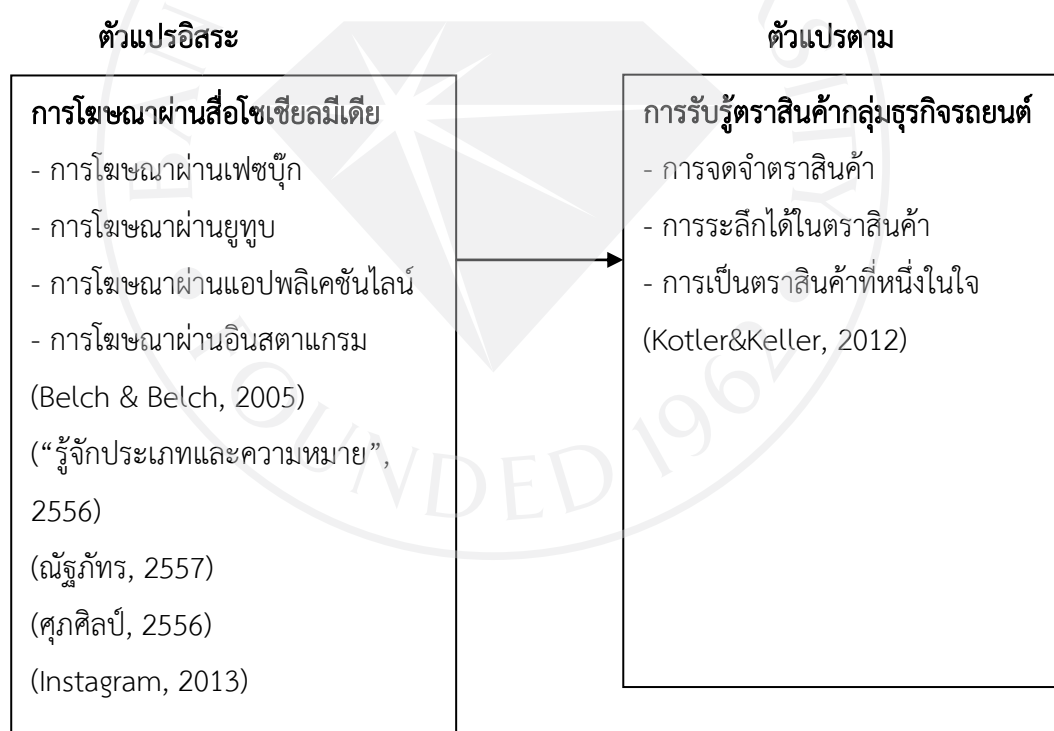 ตัวแปรอิสระ
การโฆษณาผ่านสื่อโซเชียลมีเดีย
- การโฆษณาผ่านเฟซบุ๊ก
- การโฆษณาผ่านยูทูบ
- การโฆษณาผ่านแอปพลิเคชันไลน์
- การโฆษณาผ่านอินสตาแกรม
(Belch & Belch, 2005)
(“รู้จักประเภทและความหมาย”,
2556)
(ณัฐภัทร, 2557)
(ศุภศิลป์, 2556)
(Instagram, 2013)
ตัวแปรตาม
การรับรู้ตราสินค้ากลุ่มธุรกิจรถยนต์
- การจดจำตราสินค้า
- การระลึกได้ในตราสินค้า
- การเป็นตราสินค้าที่หนึ่งในใจ
(Kotler&Keller, 2012)
FOUNDED 1962